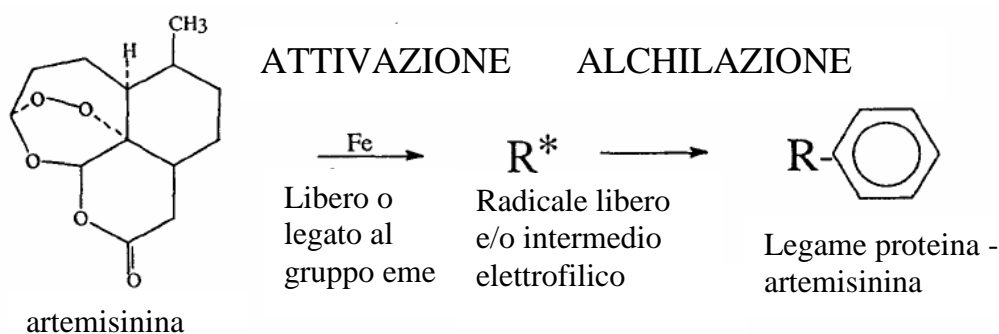 CH3
H
O
O
O
O
O
artemisinina
ATTIVAZIONE
ALCHILAZIONE
Fe
Libero o
legato al
gruppo eme
R*
Radicale libero
e/o intermedio
elettrofilico
R-
Legame proteina -
artemisinina